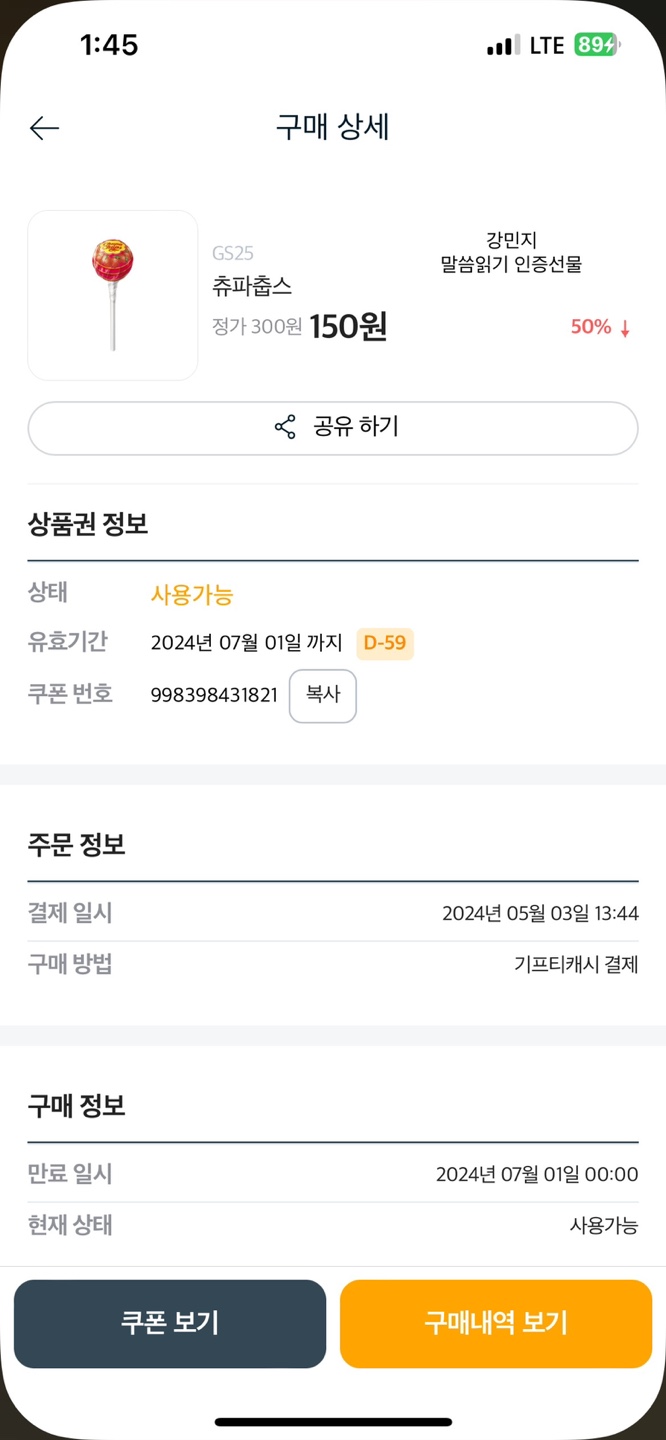 1:45
LTE 89
구매 상세
강민지
말씀읽기 인증선물
GS25
츄파춥스
정가 300원 150원
50% ↓
공유 하기
상품권 정보
상태 사용가능
유효기간 2024년 07월 01일 까지 D-59
쿠폰 번호 998398431821 복사
주문 정보
결제 일시 2024년 05월 03일 13:44
구매 방법 기프티캐시 결제
구매 정보
만료 일시 2024년 07월 01일 00:00
현재 상태 사용가능
쿠폰 보기 구매내역 보기